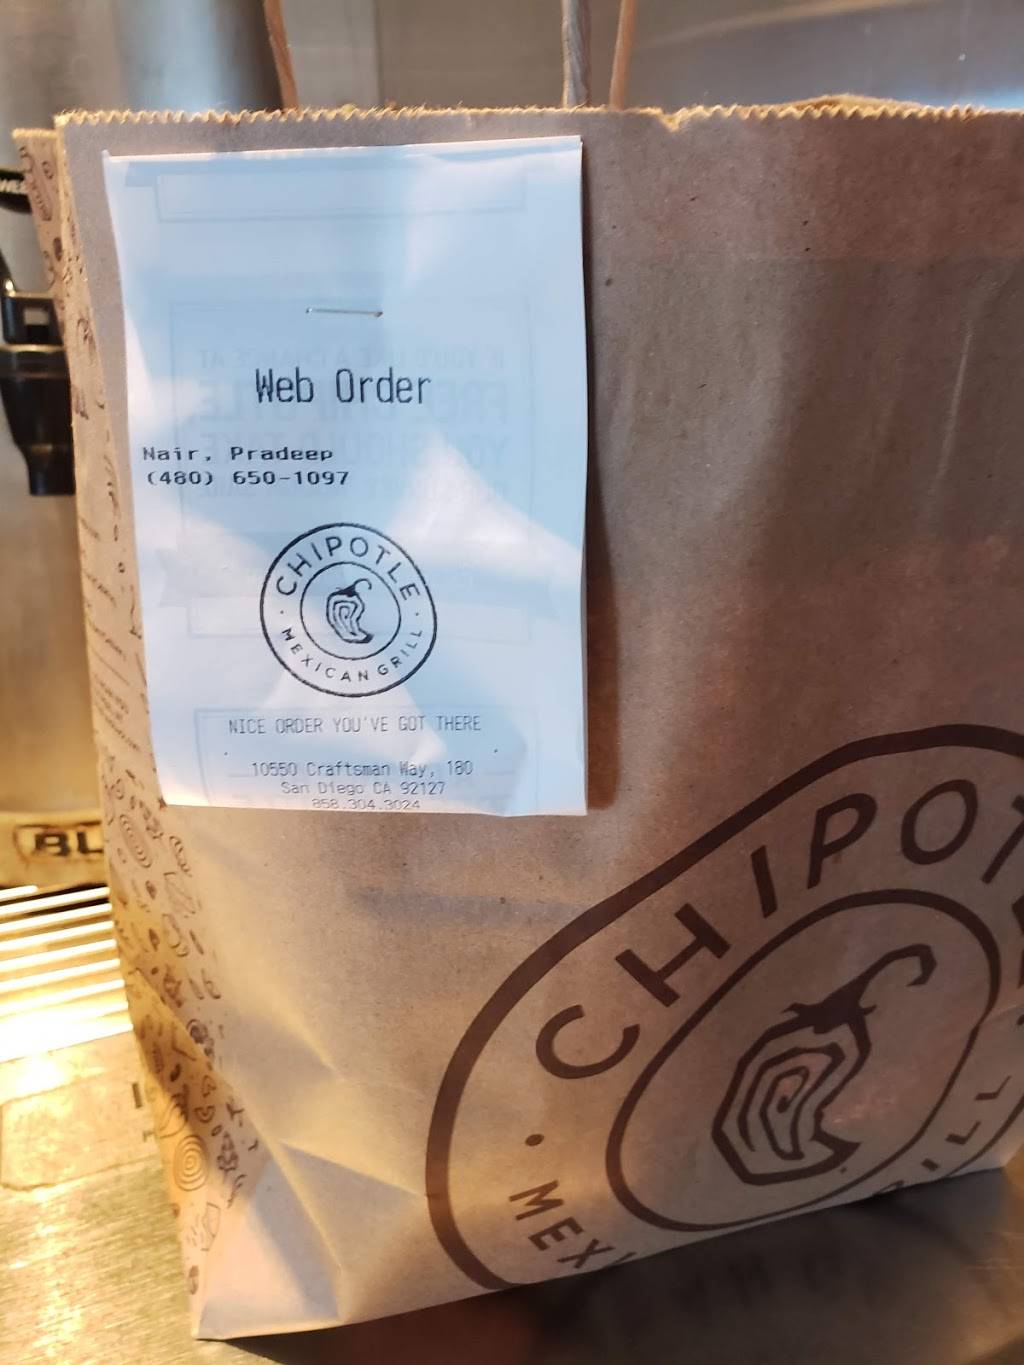 Web Order
Nair, Pradeep
(480) 650-1097
CHIPOTLE
MEXICAN GRILL
NICE ORDER YOU'VE GOT THERE
10550 Craftsman Way, 180
San Diego CA 92127
858.304.3024
BL
CHIPOT
MEX